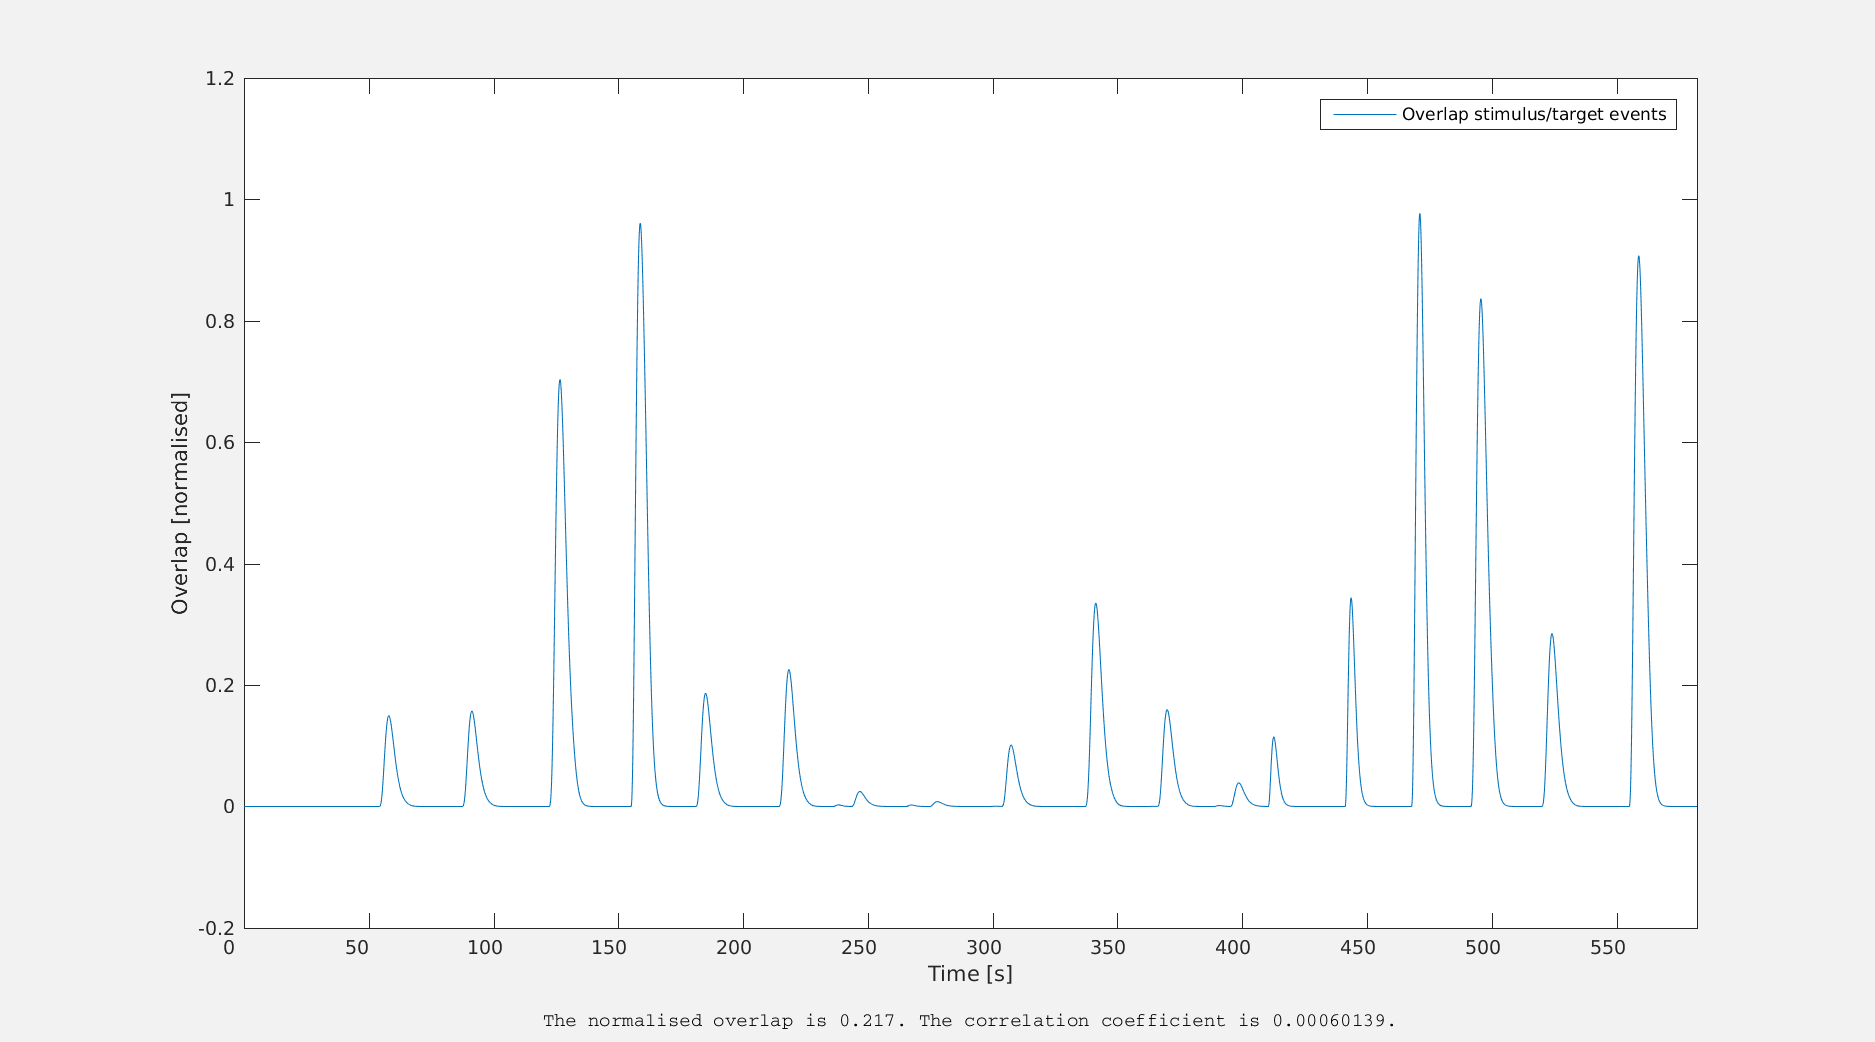 1.2
Overlap stimulus/target events
1
0.8
0.6
0.4
0.2
0
-0.2
Overlap [normalised]
0 50 100 150 200 250 300 350 400 450 500 550
Time [s]
The normalised overlap is 0.217. The correlation coefficient is 0.00060139.